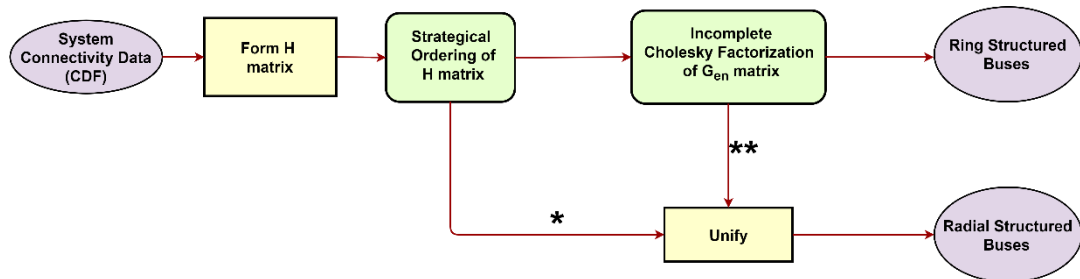 System
Connectivity Data
(CDF)
Form H
matrix
Strategical
Ordering of
H matrix
Incomplete
Cholesky Factorization
of Gen matrix
Ring Structured
Buses
**
*
Unify
Radial Structured
Buses